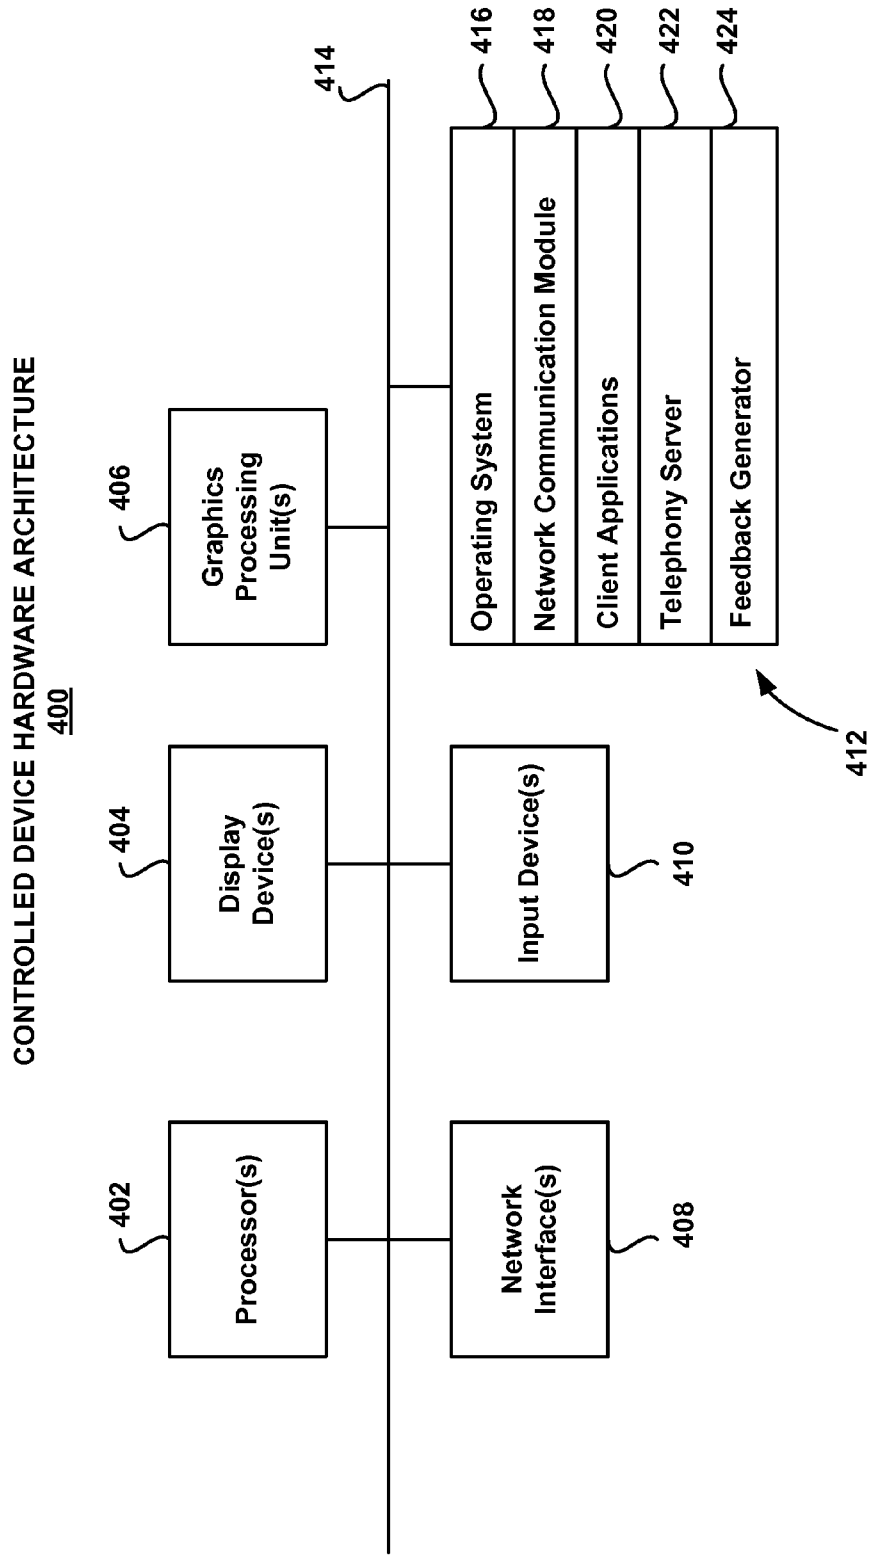 CONTROLLED DEVICE HARDWARE ARCHITECTURE
400
402
404
406
414
Processor(s)
Display
Device(s)
Graphics
Processing
Unit(s)
Network
Interface(s)
408
Input Device(s)
410
Operating System
416
Network Communication Module
418
Client Applications
420
Telephony Server
422
Feedback Generator
424
412